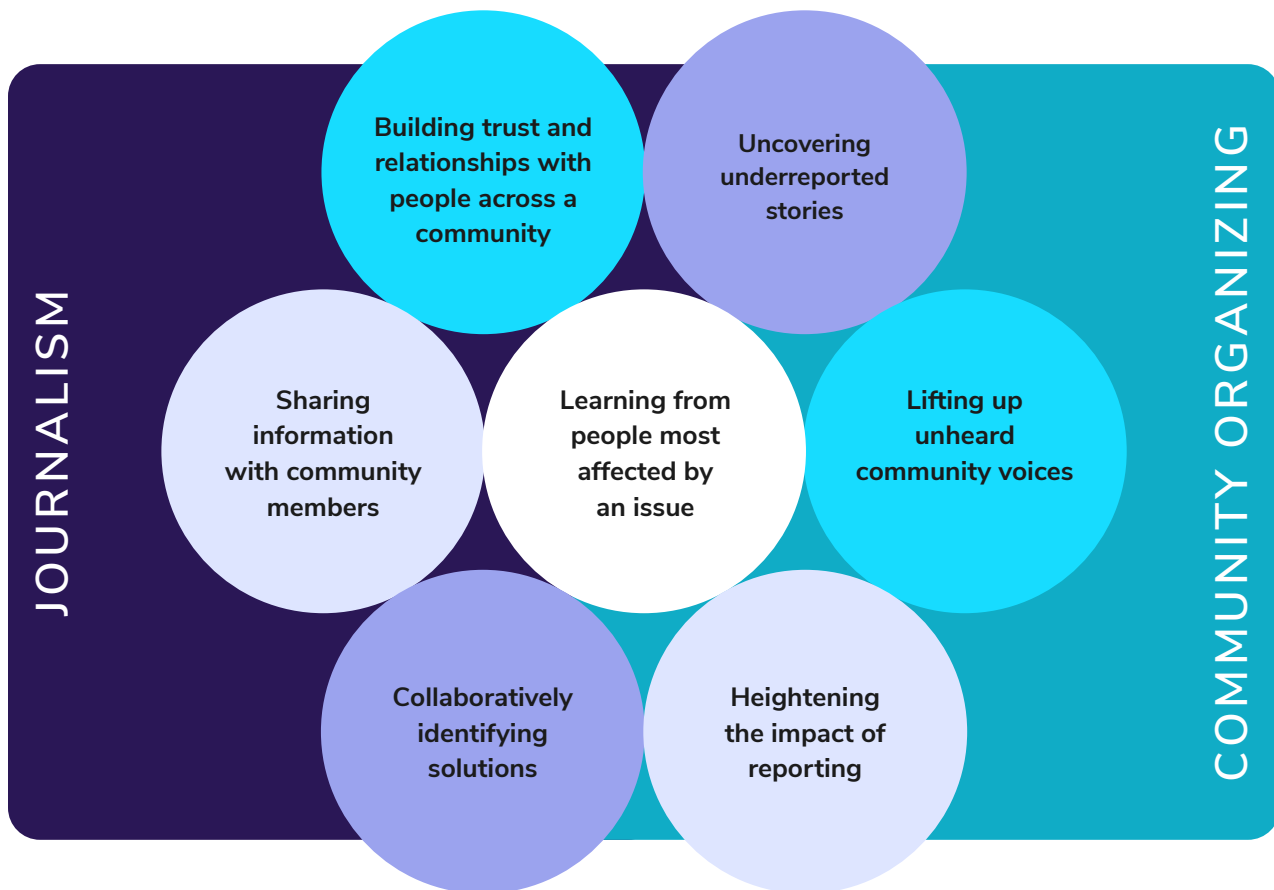 JOURNALISM
Building trust and
relationships with
people across a
community
Uncovering
underreported
stories
Sharing
information
with community
members
Learning from
people most
affected by
an issue
Lifting up
unheard
community voices
Collaboratively
identifying
solutions
Heightening
the impact of
reporting
COMMUNITY ORGANIZING